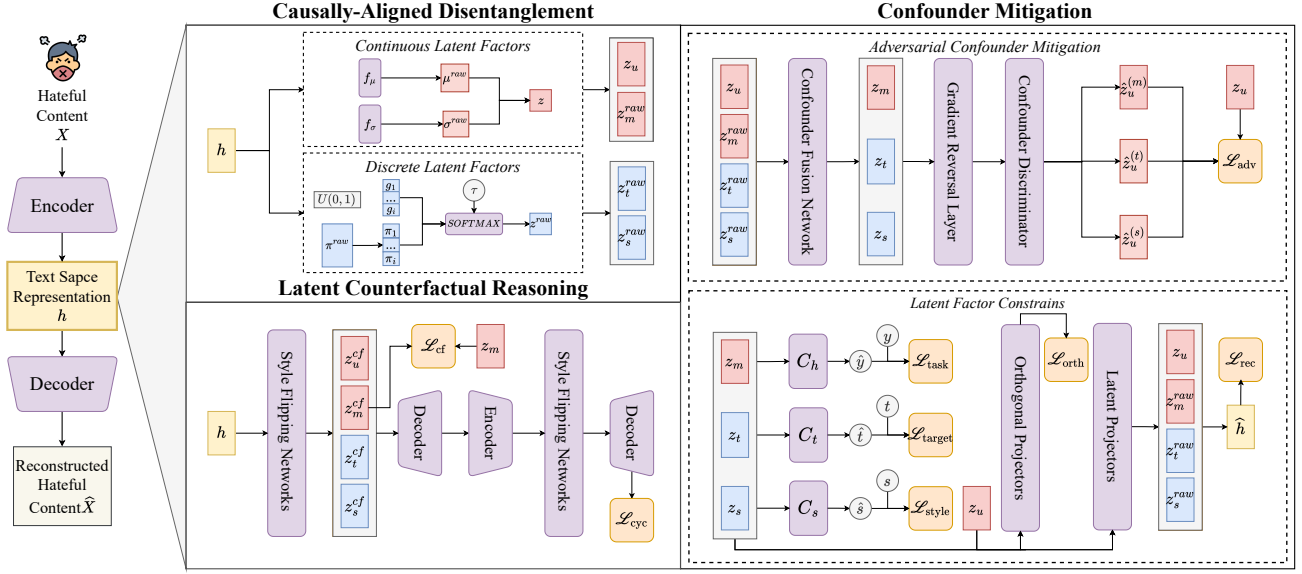 Hateful
Content
X
Encoder
Text Sapce
Representation
h
Decoder
Reconstructed
Hateful
Content X̂
Causally-Aligned Disentanglement
Continuous Latent Factors
h
f_μ
μ^{raw}
f_σ
σ^{raw}
z
z_u
z_m^{raw}
Discrete Latent Factors
U(0,1)
g_1
...
g_i
π^{raw}
π_1
...
π_i
τ
SOFTMAX
z^{raw}
z_t^{raw}
z_s^{raw}
Latent Counterfactual Reasoning
h
Style Flipping Networks
z_u^{cf}
z_m^{cf}
z_t^{cf}
z_s^{cf}
ℒ_cf
z_m
Decoder
Encoder
Style Flipping Networks
Decoder
ℒ_cyc
Confounder Mitigation
Adversarial Confounder Mitigation
z_u
z_m^{raw}
z_t^{raw}
z_s^{raw}
Confounder Fusion Network
z_m
z_t
z_s
Gradient Reversal Layer
Confounder Discriminator
ẑ_u^{(m)}
ẑ_u^{(t)}
ẑ_u^{(s)}
z_u
ℒ_adv
Latent Factor Constrains
z_m
C_h
ŷ
y
ℒ_task
z_t
C_t
t̂
t
ℒ_target
z_s
C_s
ŝ
s
ℒ_style
z_u
Orthogonal Projectors
ℒ_orth
Latent Projectors
z_u
z_m^{raw}
z_t^{raw}
z_s^{raw}
ĥ
ℒ_rec